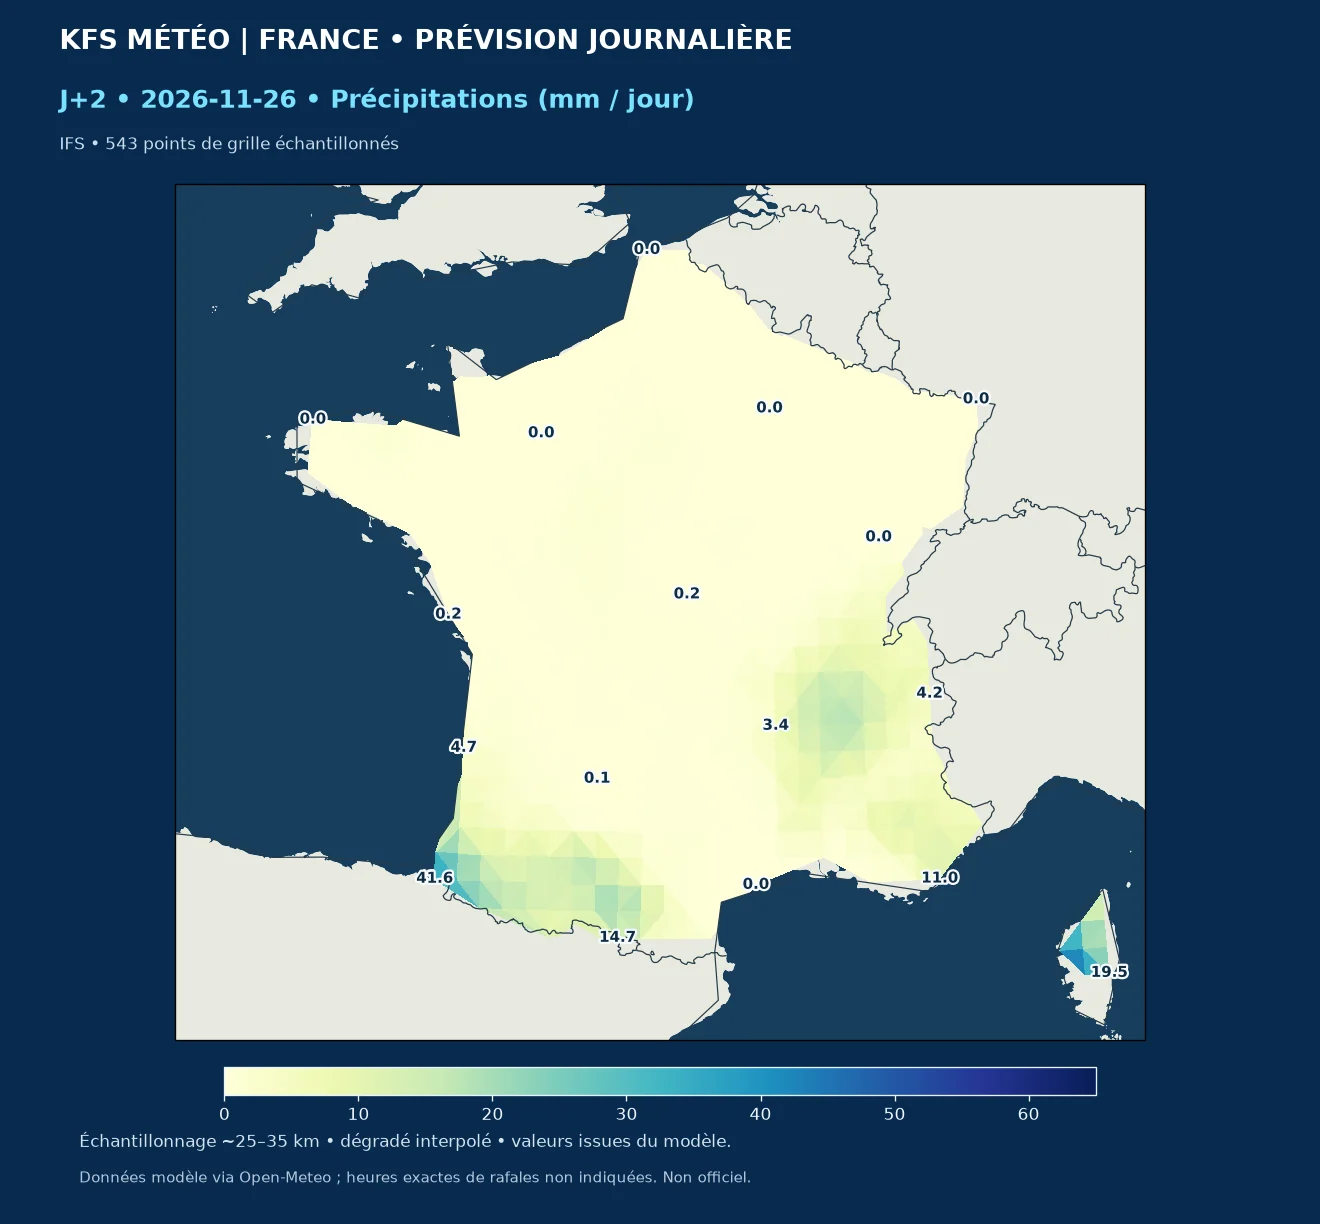 KFS MÉTÉO | FRANCE • PRÉVISION JOURNALIÈRE
J+2 • 2026-11-26 • Précipitations (mm / jour)
IFS • 543 points de grille échantillonnés
0.0
0.0
0.0
0.0
0.0
0.0
0.2
0.2
4.2
3.4
4.7
0.1
41.6
11.0
0.0
14.7
19.5
0 10 20 30 40 50 60
Échantillonnage ~25–35 km • dégradé interpolé • valeurs issues du modèle.
Données modèle via Open-Meteo ; heures exactes de rafales non indiquées. Non officiel.